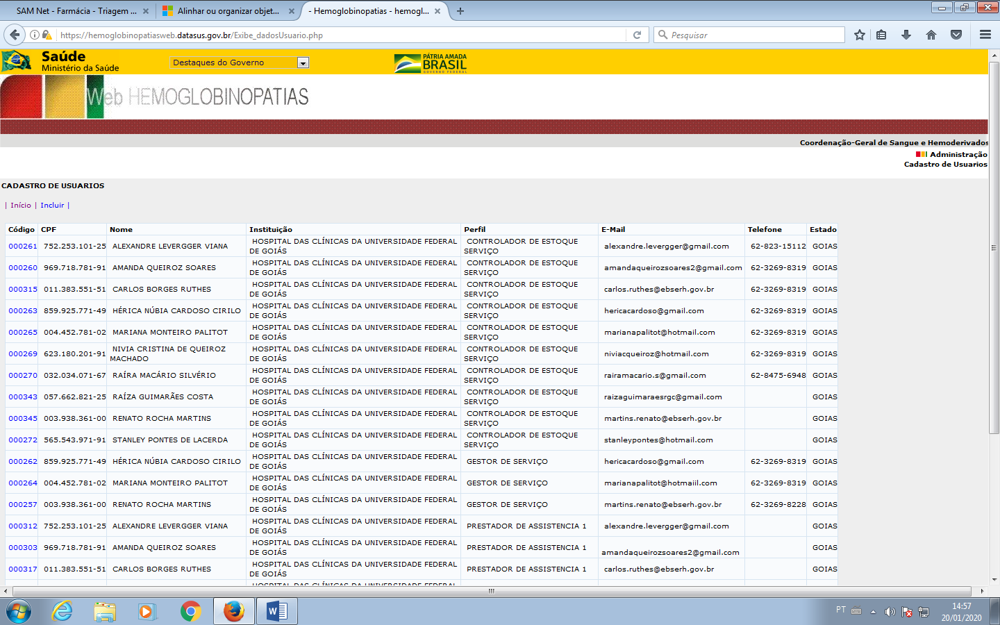 SAM Net - Farmácia - Triagem ...
Alinhar ou organizar objet...
- Hemoglobinopatias - hemogl...
https://hemoglobinopatiasweb.datasus.gov.br/Exibe_dadosUsuario.php
Pesquisar
Saúde
Ministério da Saúde
Destaques do Governo
PÁTRIA AMADA
BRASIL
GOVERNO FEDERAL
Web HEMOGLOBINOPATIAS
Coordenação-Geral de Sangue e Hemoderivados
Administração
Cadastro de Usuarios
CADASTRO DE USUARIOS
| Início | Incluir |
Código CPF Nome Instituição Perfil E-Mail Telefone Estado
000261 752.253.101-25 ALEXANDRE LEVERGGER VIANA HOSPITAL DAS CLÍNICAS DA UNIVERSIDADE FEDERAL DE GOIÁS CONTROLADOR DE ESTOQUE SERVIÇO alexandre.levergger@gmail.com 62-823-15112 GOIAS
000260 969.718.781-91 AMANDA QUEIROZ SOARES HOSPITAL DAS CLÍNICAS DA UNIVERSIDADE FEDERAL DE GOIÁS CONTROLADOR DE ESTOQUE SERVIÇO amandaqueirozsoares2@gmail.com 62-3269-8319 GOIAS
000315 011.383.551-51 CARLOS BORGES RUTHES HOSPITAL DAS CLÍNICAS DA UNIVERSIDADE FEDERAL DE GOIÁS CONTROLADOR DE ESTOQUE SERVIÇO carlos.ruthes@ebserh.gov.br 62-3269-8319 GOIAS
000263 859.925.771-49 HÉRICA NÚBIA CARDOSO CIRILO HOSPITAL DAS CLÍNICAS DA UNIVERSIDADE FEDERAL DE GOIÁS CONTROLADOR DE ESTOQUE SERVIÇO hericacardoso@gmail.com 62-3269-8319 GOIAS
000265 004.452.781-02 MARIANA MONTEIRO PALITOT HOSPITAL DAS CLÍNICAS DA UNIVERSIDADE FEDERAL DE GOIÁS CONTROLADOR DE ESTOQUE SERVIÇO marianapalitot@hotmail.com 62-3269-8319 GOIAS
000269 623.180.201-91 NIVIA CRISTINA DE QUEIROZ MACHADO HOSPITAL DAS CLÍNICAS DA UNIVERSIDADE FEDERAL DE GOIÁS CONTROLADOR DE ESTOQUE SERVIÇO niviacqueiroz@hotmail.com 62-3269-8319 GOIAS
000270 032.034.071-67 RAÍRA MACÁRIO SILVÉRIO HOSPITAL DAS CLÍNICAS DA UNIVERSIDADE FEDERAL DE GOIÁS CONTROLADOR DE ESTOQUE SERVIÇO rairamacario.s@gmail.com 62-8475-6948 GOIAS
000343 057.662.821-25 RAÍZA GUIMARÃES COSTA HOSPITAL DAS CLÍNICAS DA UNIVERSIDADE FEDERAL DE GOIÁS CONTROLADOR DE ESTOQUE SERVIÇO raizaguimaraesrgc@gmail.com GOIAS
000345 003.938.361-00 RENATO ROCHA MARTINS HOSPITAL DAS CLÍNICAS DA UNIVERSIDADE FEDERAL DE GOIÁS CONTROLADOR DE ESTOQUE SERVIÇO martins.renato@ebserh.gov.br GOIAS
000272 565.543.971-91 STANLEY PONTES DE LACERDA HOSPITAL DAS CLÍNICAS DA UNIVERSIDADE FEDERAL DE GOIÁS CONTROLADOR DE ESTOQUE SERVIÇO stanleypontes@hotmail.com GOIAS
000262 859.925.771-49 HÉRICA NÚBIA CARDOSO CIRILO HOSPITAL DAS CLÍNICAS DA UNIVERSIDADE FEDERAL DE GOIÁS GESTOR DE SERVIÇO hericacardoso@gmail.com 62-3269-8319 GOIAS
000264 004.452.781-02 MARIANA MONTEIRO PALITOT HOSPITAL DAS CLÍNICAS DA UNIVERSIDADE FEDERAL DE GOIÁS GESTOR DE SERVIÇO marianapalitot@hotmaiil.com 62-3269-8319 GOIAS
000257 003.938.361-00 RENATO ROCHA MARTINS HOSPITAL DAS CLÍNICAS DA UNIVERSIDADE FEDERAL DE GOIÁS GESTOR DE SERVIÇO martins.renato@ebserh.gov.br 62-3269-8228 GOIAS
000312 752.253.101-25 ALEXANDRE LEVERGGER VIANA HOSPITAL DAS CLÍNICAS DA UNIVERSIDADE FEDERAL DE GOIÁS PRESTADOR DE ASSISTENCIA 1 alexandre.levergger@gmail.com GOIAS
000303 969.718.781-91 AMANDA QUEIROZ SOARES HOSPITAL DAS CLÍNICAS DA UNIVERSIDADE FEDERAL DE GOIÁS PRESTADOR DE ASSISTENCIA 1 amandaqueirozsoares2@gmail.com GOIAS
000317 011.383.551-51 CARLOS BORGES RUTHES HOSPITAL DAS CLÍNICAS DA UNIVERSIDADE FEDERAL DE GOIÁS PRESTADOR DE ASSISTENCIA 1 carlos.ruthes@ebserh.gov.br GOIAS
PT
14:57
20/01/2020